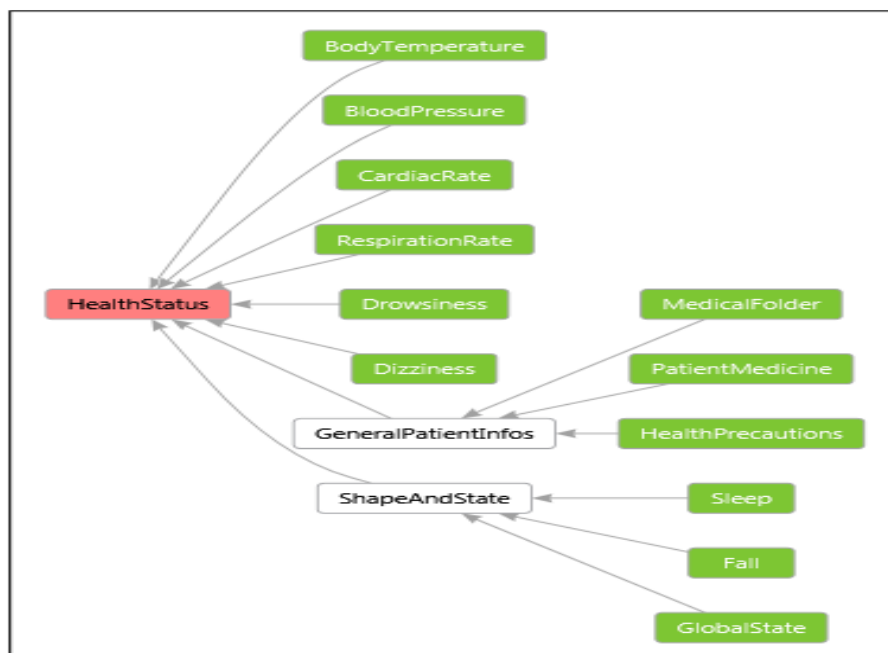 BodyTemperature
BloodPressure
CardiacRate
RespirationRate
HealthStatus
Drowsiness
MedicalFolder
Dizziness
PatientMedicine
GeneralPatientInfos
HealthPrecautions
ShapeAndState
Sleep
Fall
GlobalState